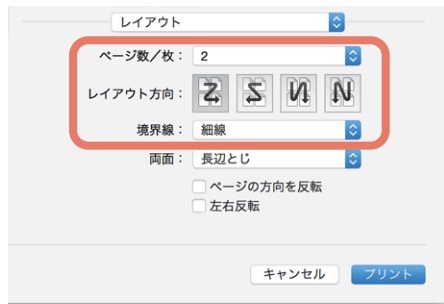 レイアウト
ページ数/枚： 2
レイアウト方向：
境界線： 細線
両面： 長辺とじ
ページの方向を反転
左右反転
キャンセル プリント